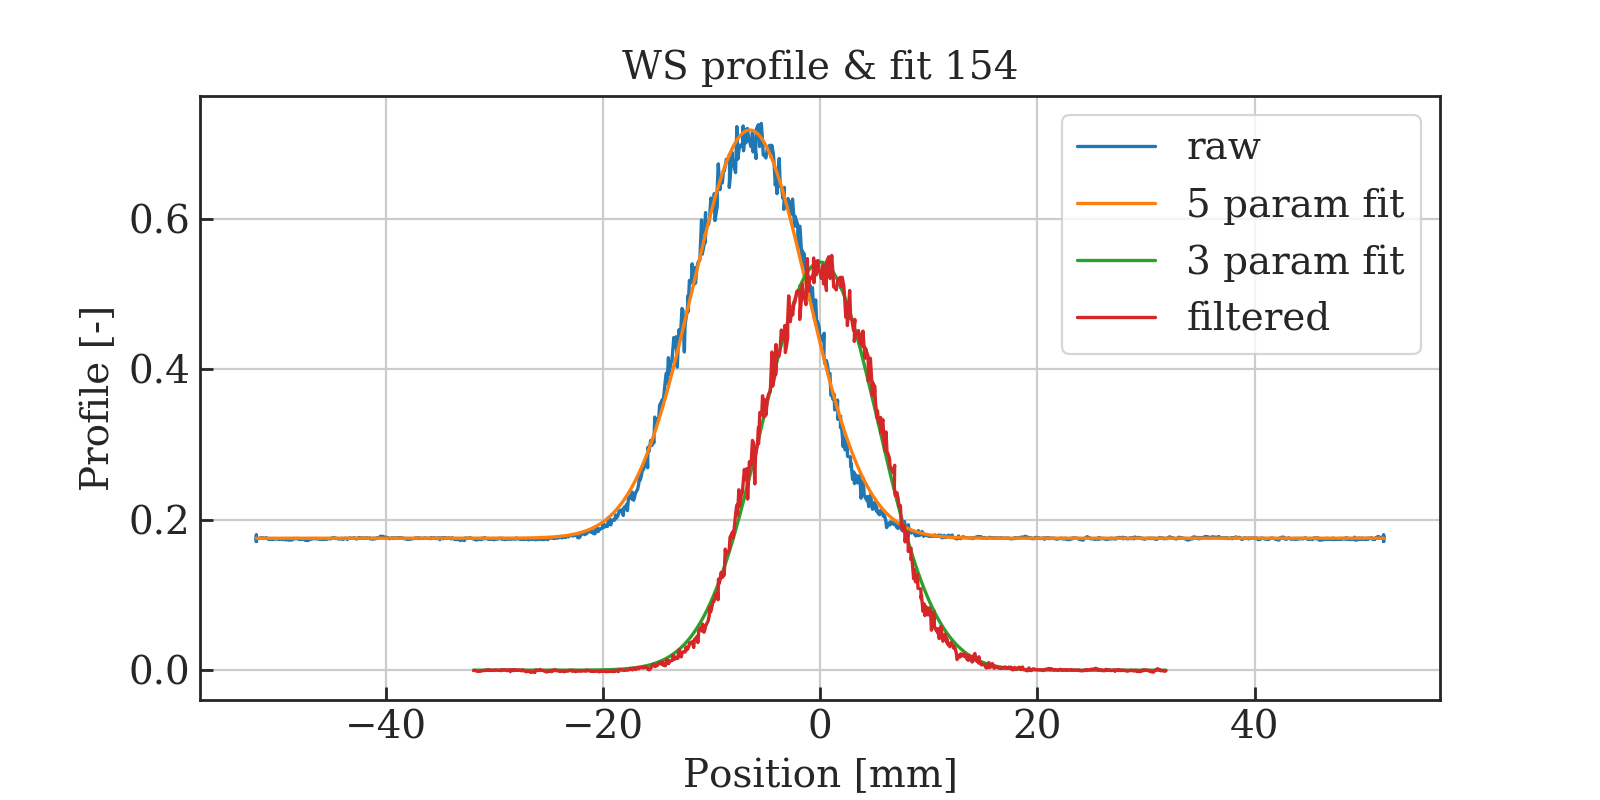 WS profile & fit 154
raw
5 param fit
3 param fit
filtered
Profile [-]
0.6
0.4
0.2
0.0
−40
−20
0
20
40
Position [mm]